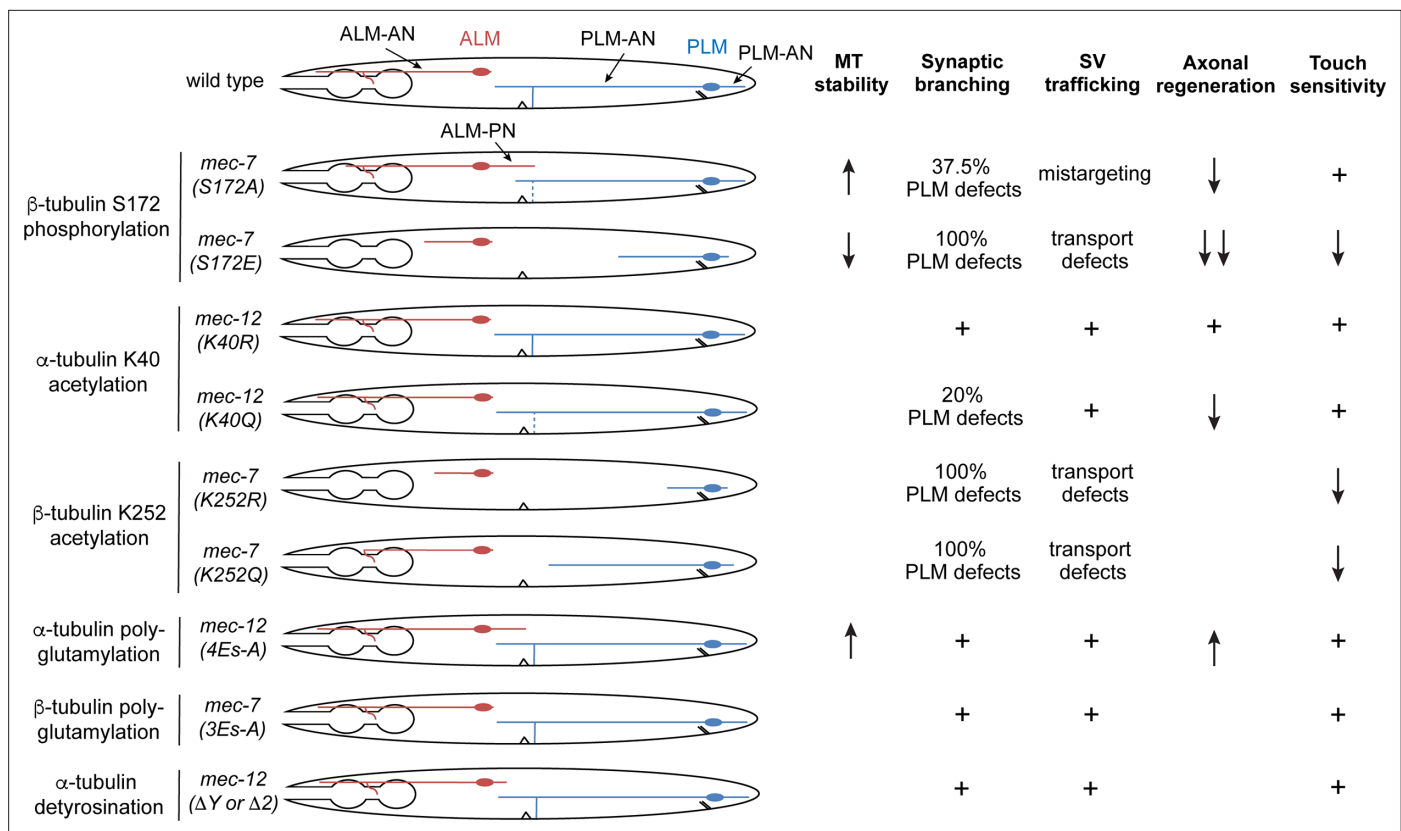 ALM-AN ALM PLM-AN PLM PLM-AN
wild type
MT stability
Synaptic branching
SV trafficking
Axonal regeneration
Touch sensitivity
ALM-PN
β-tubulin S172 phosphorylation
mec-7 (S172A)
37.5% PLM defects
mistargeting
+
mec-7 (S172E)
100% PLM defects
transport defects
α-tubulin K40 acetylation
mec-12 (K40R)
+ + + +
mec-12 (K40Q)
20% PLM defects
+ +
β-tubulin K252 acetylation
mec-7 (K252R)
100% PLM defects
transport defects
mec-7 (K252Q)
100% PLM defects
transport defects
α-tubulin poly-glutamylation
mec-12 (4Es-A)
+ + +
β-tubulin poly-glutamylation
mec-7 (3Es-A)
+ + +
α-tubulin detyrosination
mec-12 (ΔY or Δ2)
+ + +